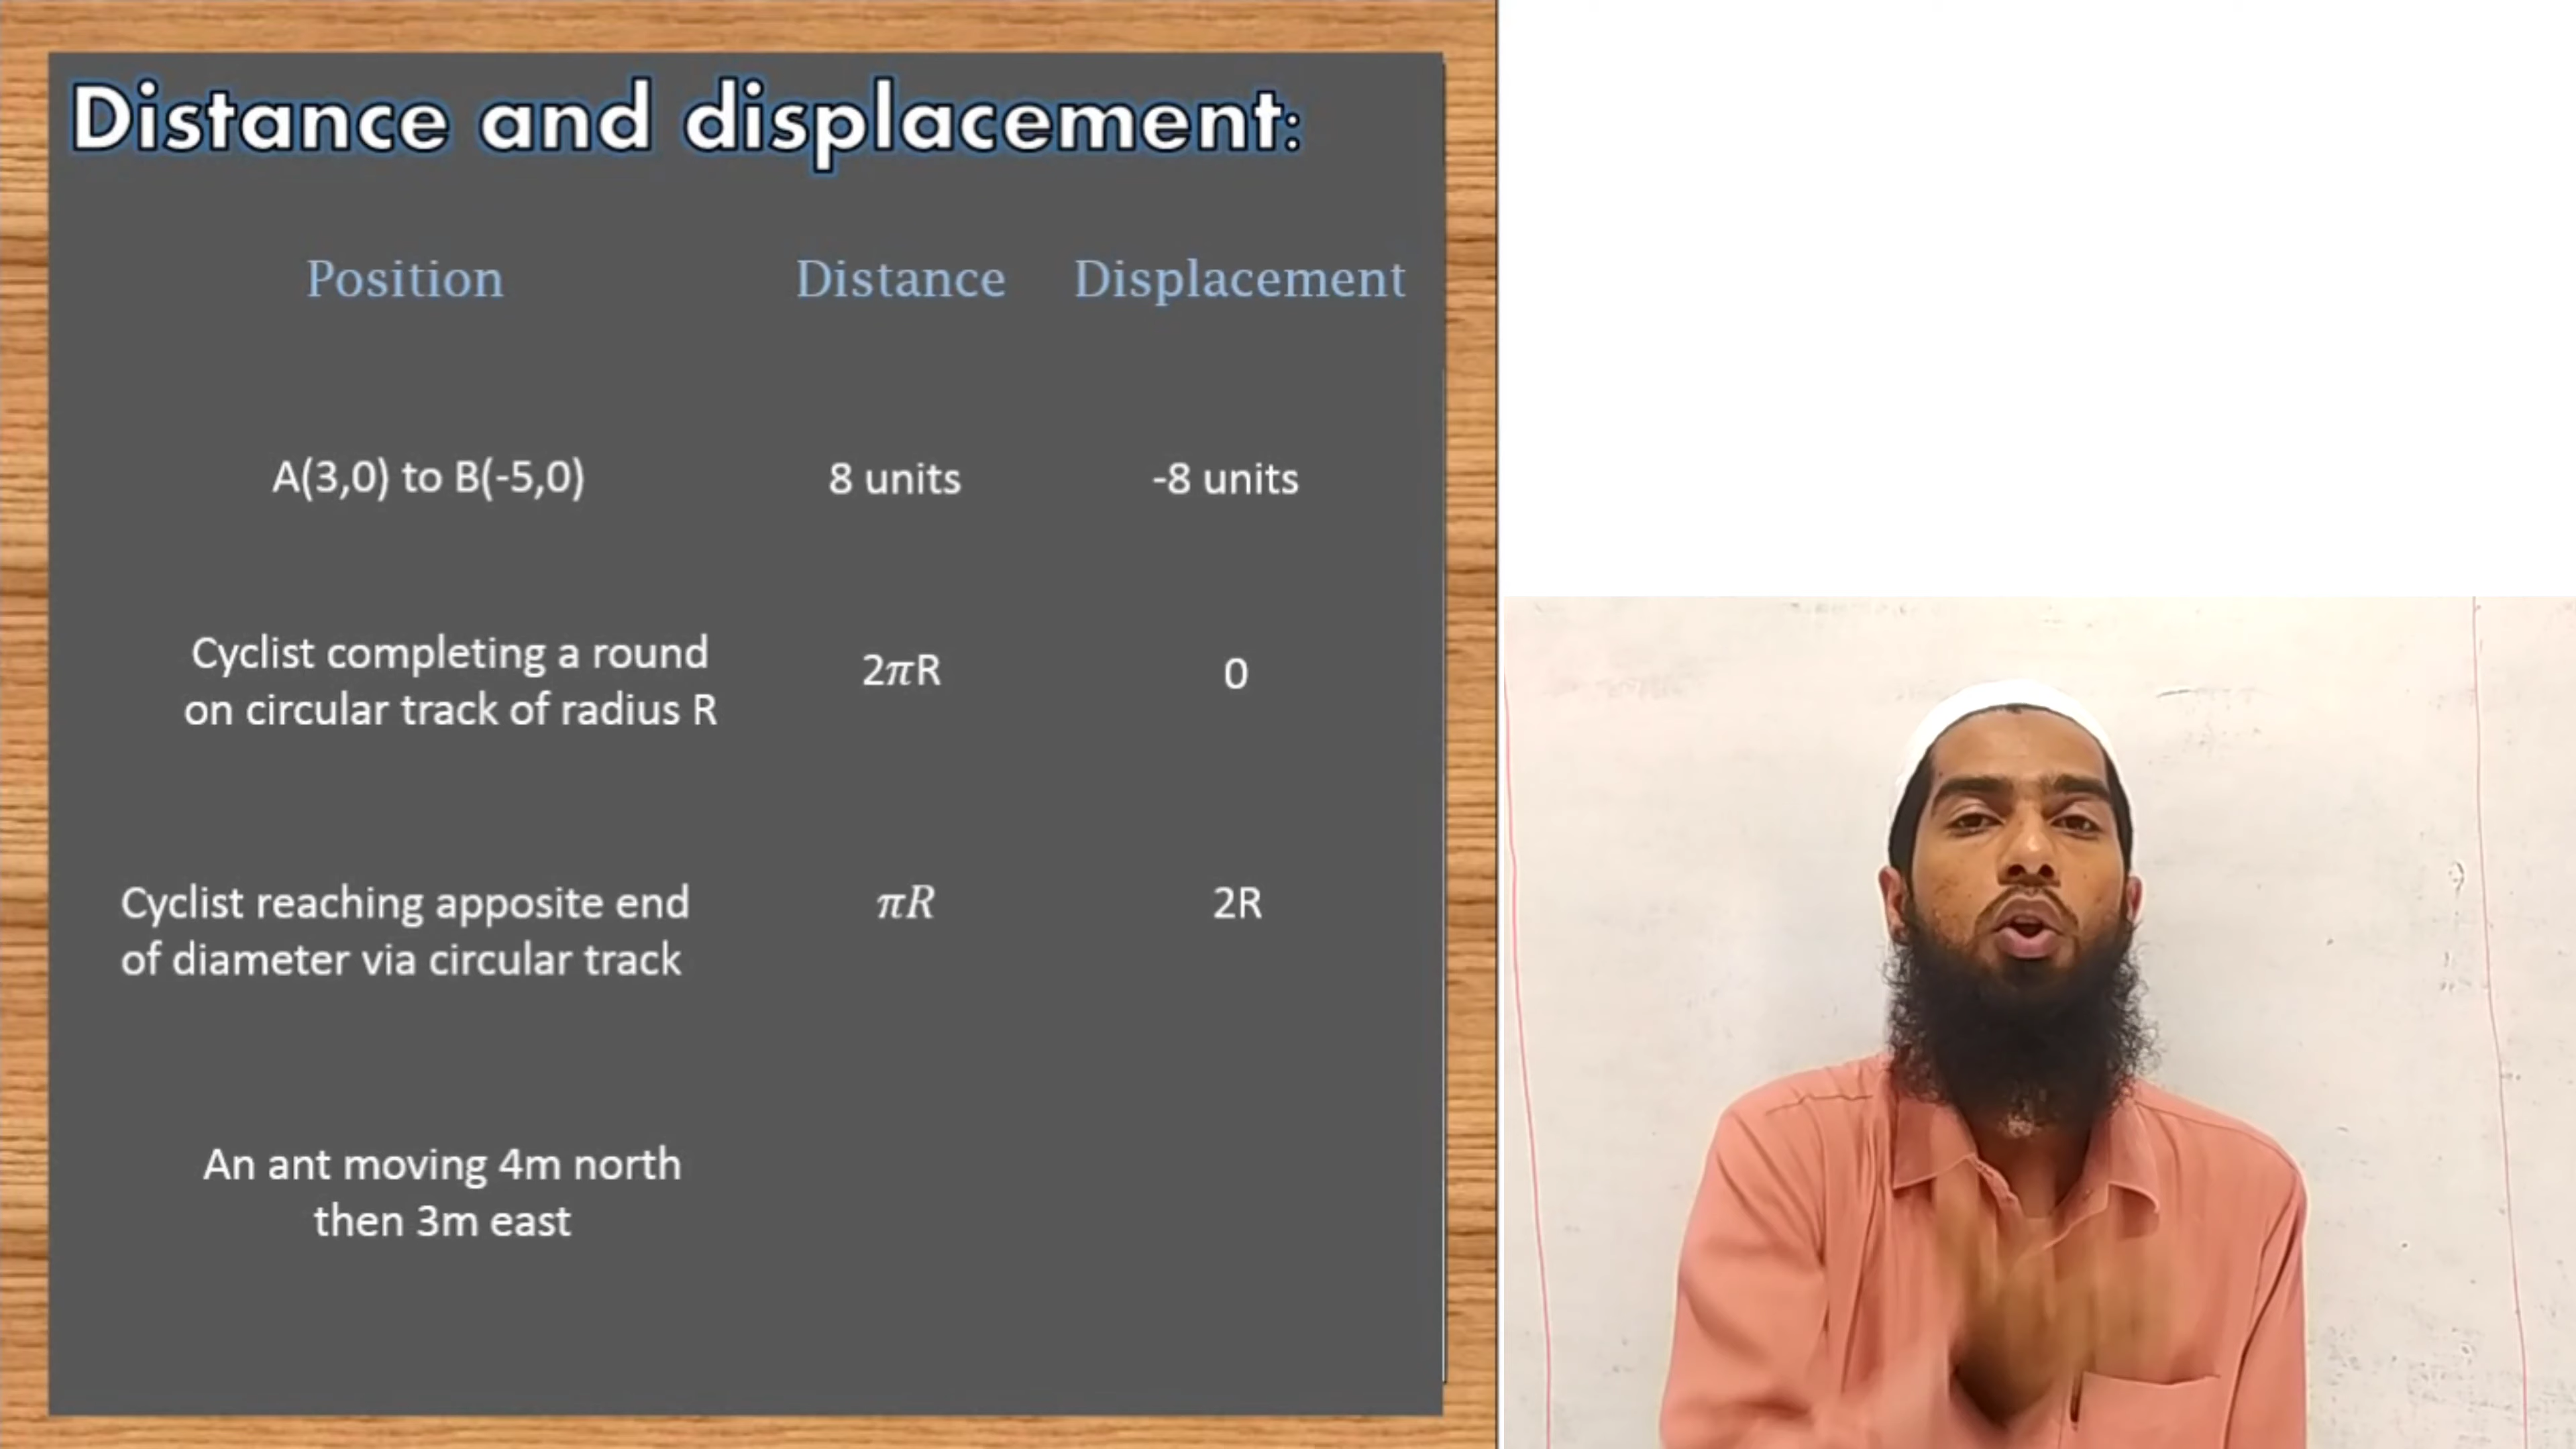 Distance and displacement:
Position Distance Displacement
A(3,0) to B(-5,0) 8 units -8 units
Cyclist completing a round
on circular track of radius R
2πR 0
Cyclist reaching apposite end
of diameter via circular track
πR 2R
An ant moving 4m north
then 3m east